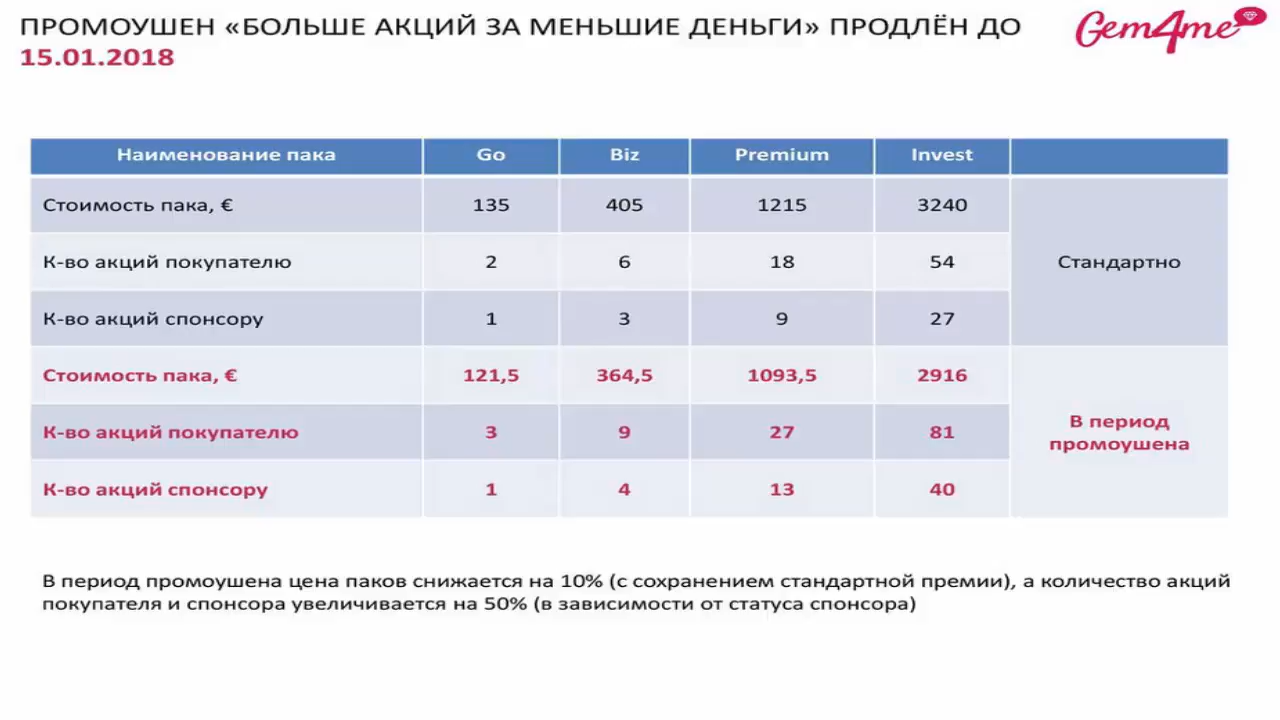 ПРОМОУШЕН «БОЛЬШЕ АКЦИЙ ЗА МЕНЬШИЕ ДЕНЬГИ» ПРОДЛЁН ДО
15.01.2018
Gem4me
Наименование пака Go Biz Premium Invest
Стоимость пака, € 135 405 1215 3240
К-во акций покупателю 2 6 18 54
Стандартно
К-во акций спонсору 1 3 9 27
Стоимость пака, € 121,5 364,5 1093,5 2916
К-во акций покупателю 3 9 27 81
В период
промоушена
К-во акций спонсору 1 4 13 40
В период промоушена цена паков снижается на 10% (с сохранением стандартной премии), а количество акций
покупателя и спонсора увеличивается на 50% (в зависимости от статуса спонсора)